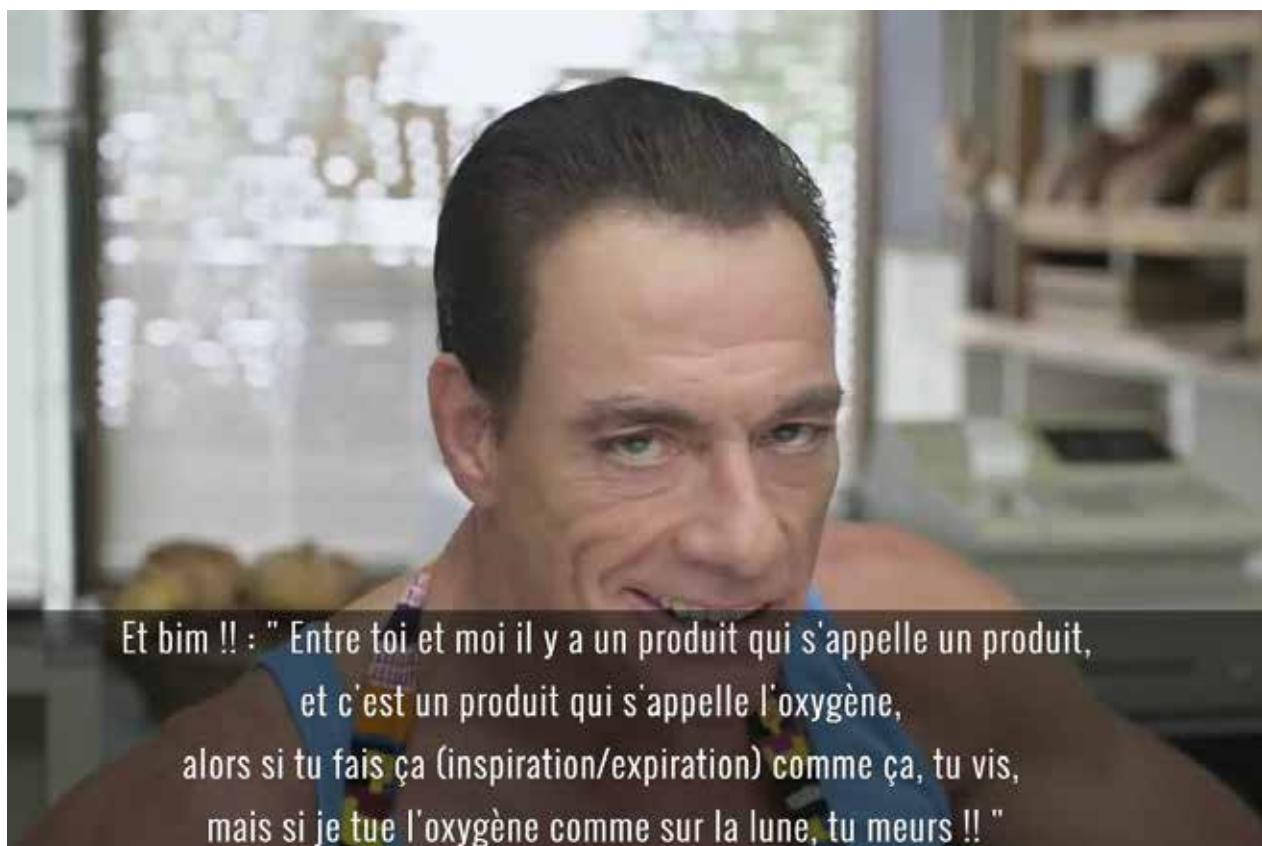 Et bim !! : " Entre toi et moi il y a un produit qui s'appelle un produit,
et c'est un produit qui s'appelle l'oxygène,
alors si tu fais ça (inspiration/expiration) comme ça, tu vis,
mais si je tue l'oxygène comme sur la lune, tu meurs !! "